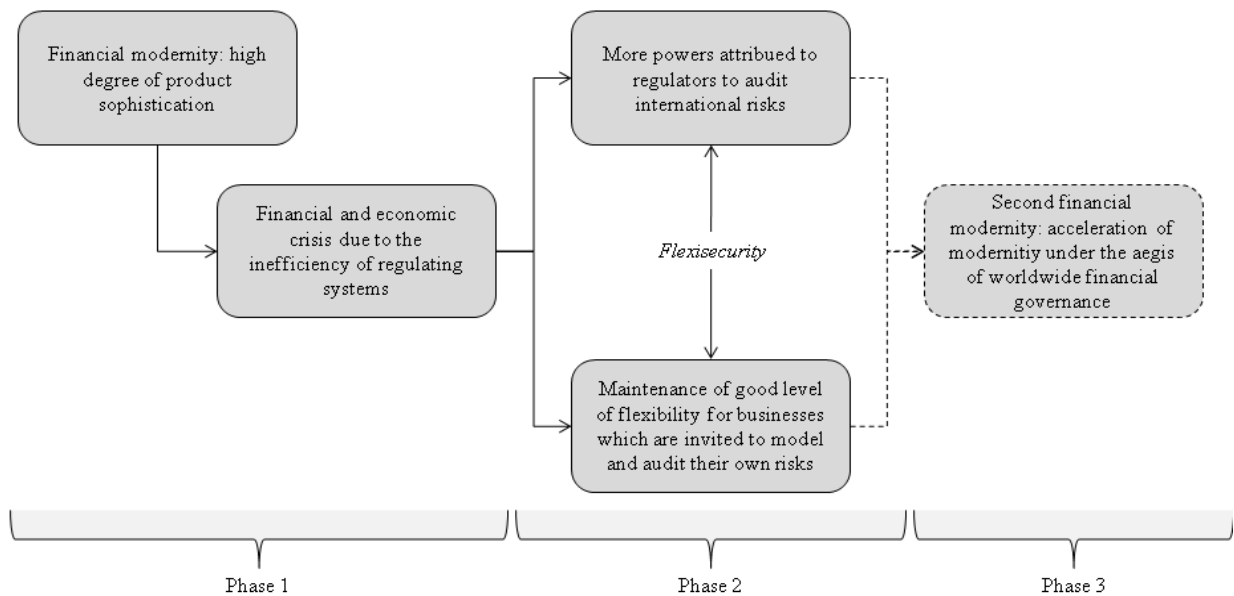 Financial modernity: high
degree of product
sophistication
Financial and economic
crisis due to the
inefficiency of regulating
systems
More powers attribued to
regulators to audit
international risks
Flexisecurity
Maintenance of good level
of flexibility for businesses
which are invited to model
and audit their own risks
Second financial
modernity: acceleration of
modernitiy under the aegis
of worldwide financial
governance
Phase 1
Phase 2
Phase 3